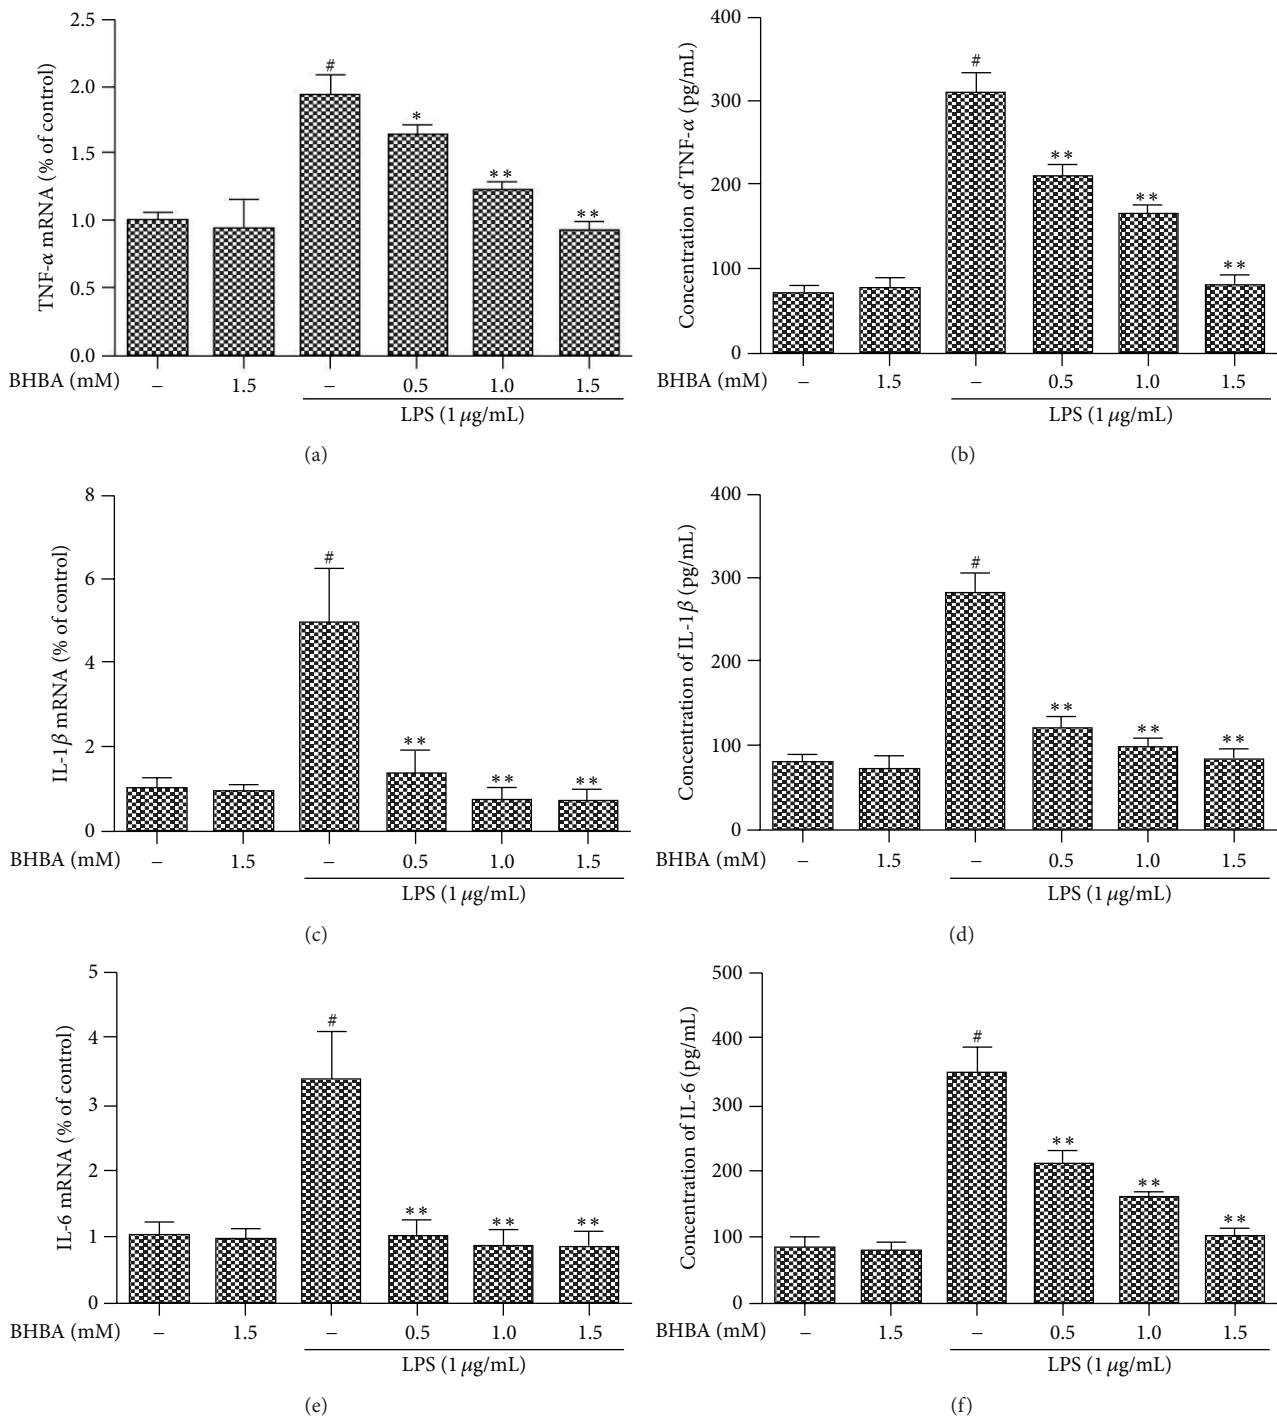 TNF-α mRNA (% of control)
2.5
2.0
1.5
1.0
0.5
0.0
#
*
**
**
BHBA (mM) – 1.5 – 0.5 1.0 1.5
LPS (1 μg/mL)
(a)
Concentration of TNF-α (pg/mL)
400
300
200
100
0
#
**
**
**
BHBA (mM) – 1.5 – 0.5 1.0 1.5
LPS (1 μg/mL)
(b)
IL-1β mRNA (% of control)
8
6
4
2
0
#
**
**
**
BHBA (mM) – 1.5 – 0.5 1.0 1.5
LPS (1 μg/mL)
(c)
Concentration of IL-1β (pg/mL)
400
300
200
100
0
#
**
**
**
BHBA (mM) – 1.5 – 0.5 1.0 1.5
LPS (1 μg/mL)
(d)
IL-6 mRNA (% of control)
5
4
3
2
1
0
#
**
**
**
BHBA (mM) – 1.5 – 0.5 1.0 1.5
LPS (1 μg/mL)
(e)
Concentration of IL-6 (pg/mL)
500
400
300
200
100
0
#
**
**
**
BHBA (mM) – 1.5 – 0.5 1.0 1.5
LPS (1 μg/mL)
(f)